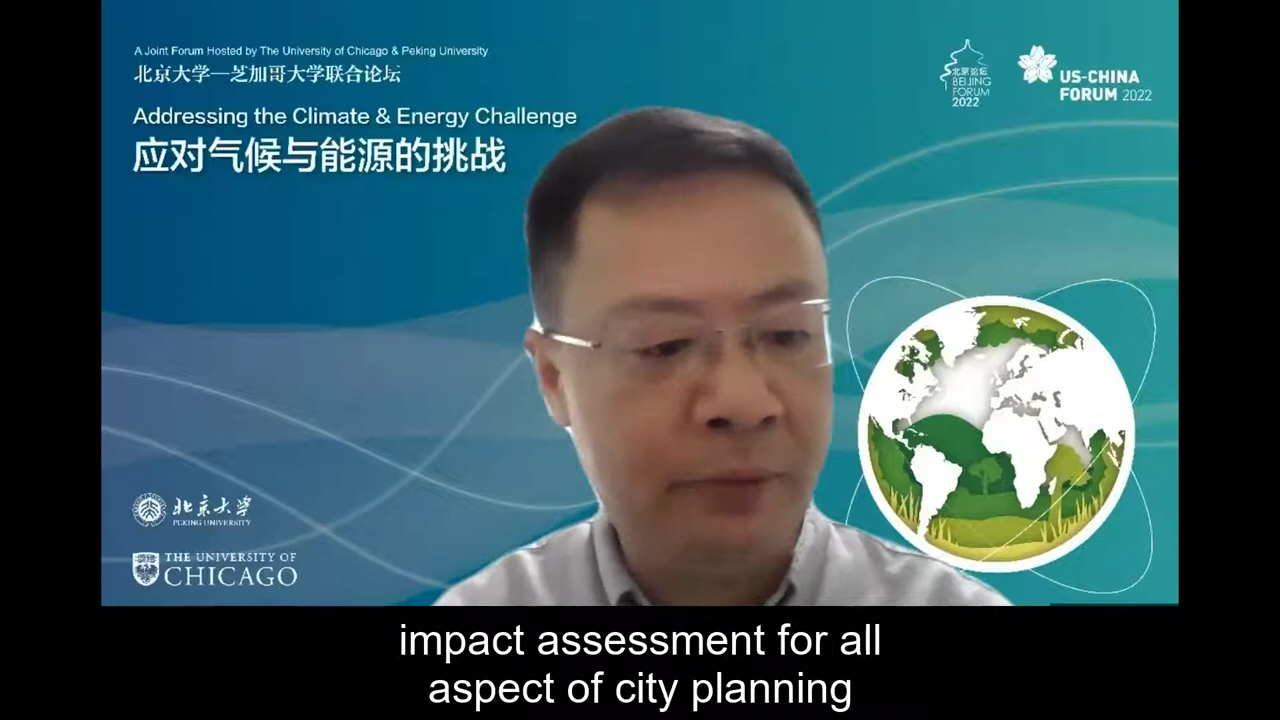 A Joint Forum Hosted by The University of Chicago & Peking University
北京大学—芝加哥大学联合论坛
Addressing the Climate & Energy Challenge
应对气候与能源的挑战
北京论坛
BEIJING
FORUM
2022
US-CHINA
FORUM 2022
北京大学
PEKING UNIVERSITY
THE UNIVERSITY OF
CHICAGO
impact assessment for all
aspect of city planning